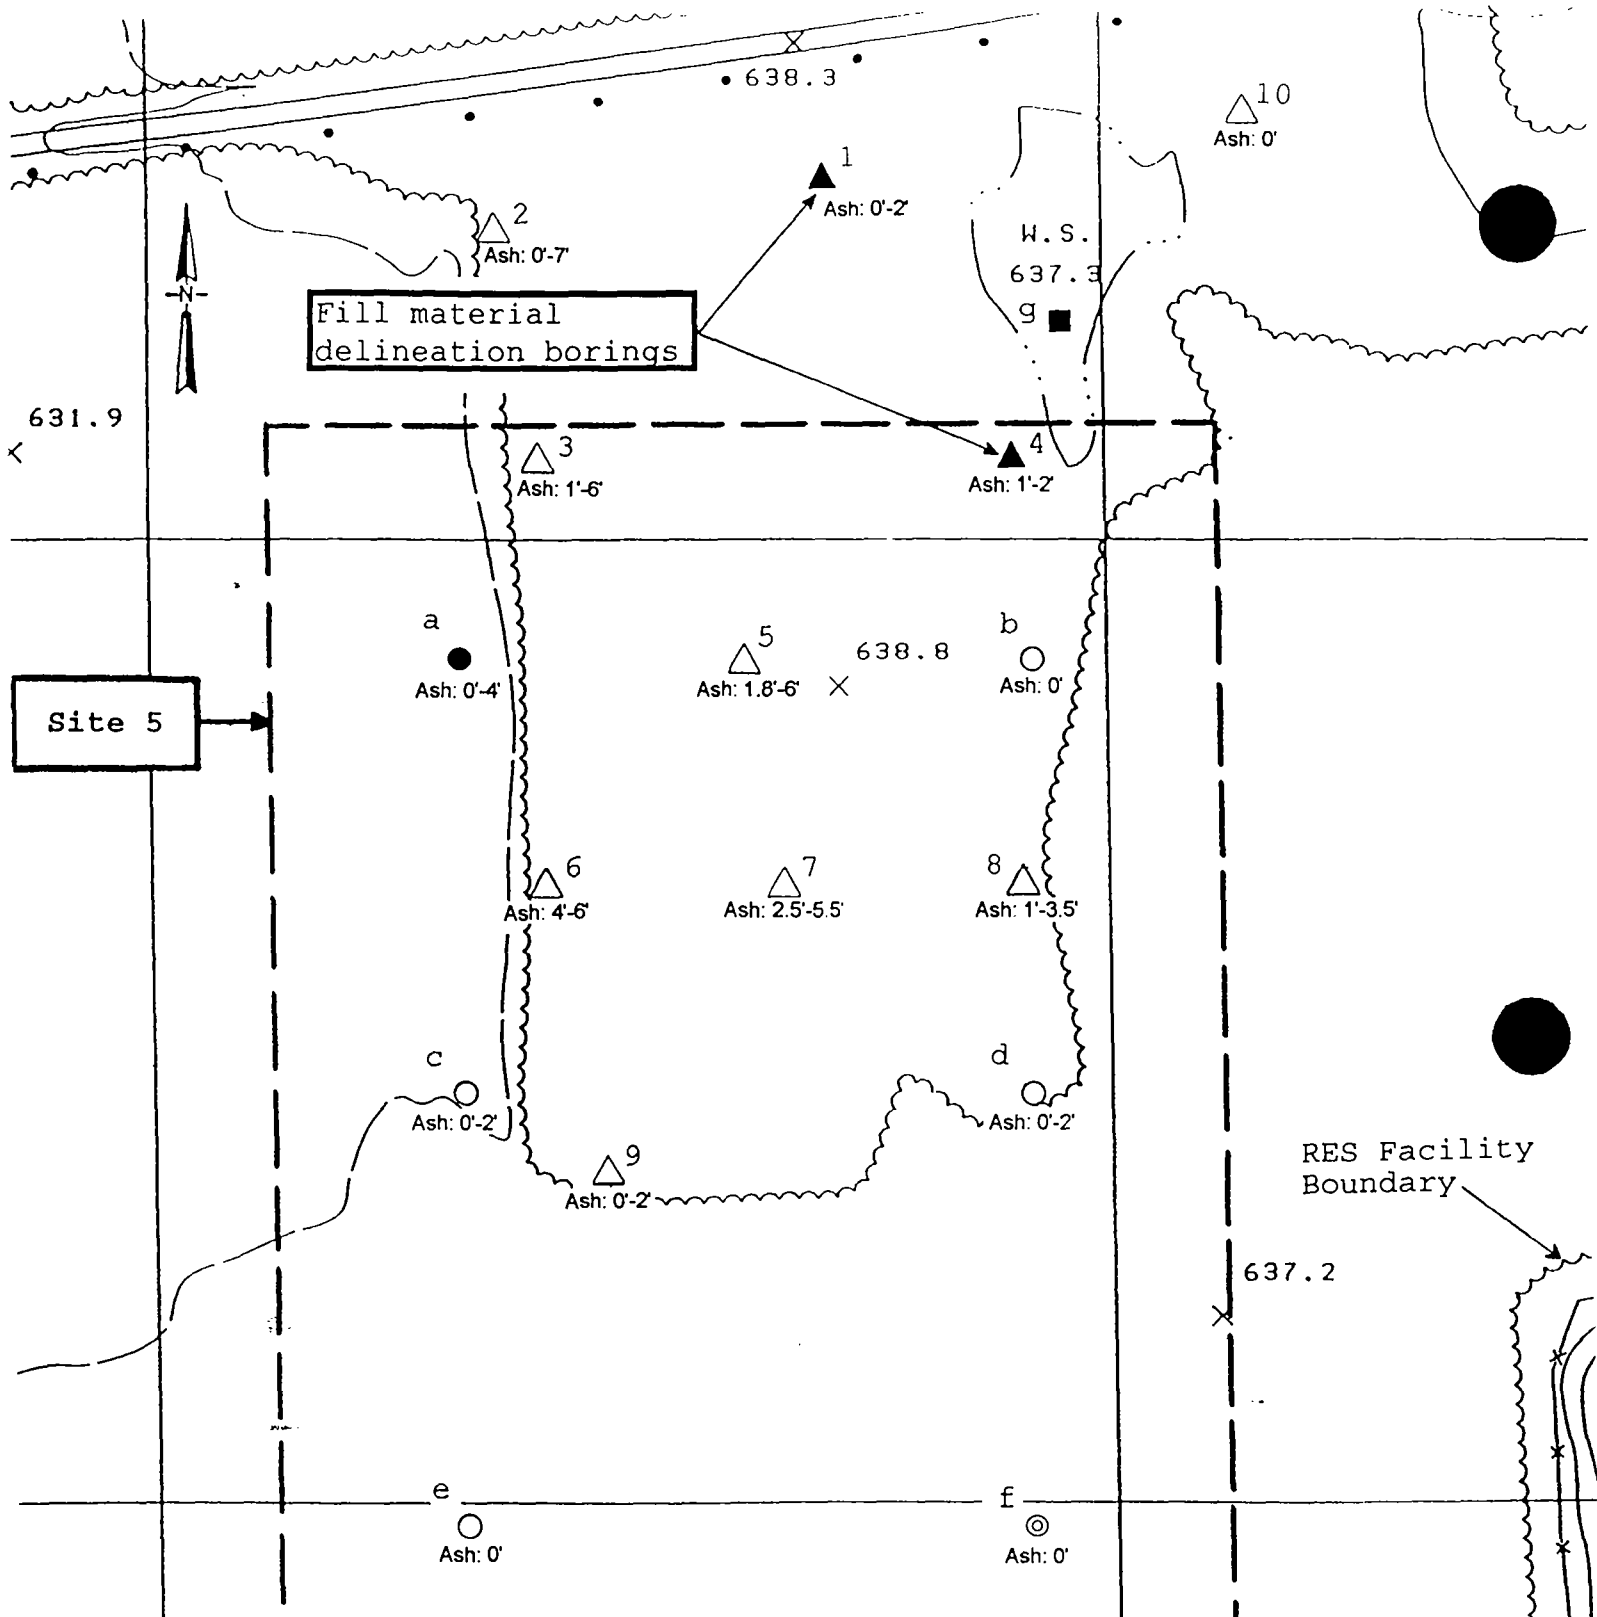 638.3
10
Ash: 0'
1
Ash: 0'-2'
2
Ash: 0'-7'
W.S.
637.3
g
N
Fill material
delineation borings
631.9
3
Ash: 1'-6'
4
Ash: 1'-2'
a
Ash: 0'-4'
5
Ash: 1.8'-6'
638.8
b
Ash: 0'
Site 5
6
Ash: 4'-6'
7
Ash: 2.5'-5.5'
8
Ash: 1'-3.5'
c
Ash: 0'-2'
d
Ash: 0'-2'
9
Ash: 0'-2'
RES Facility
Boundary
637.2
e
Ash: 0'
f
Ash: 0'